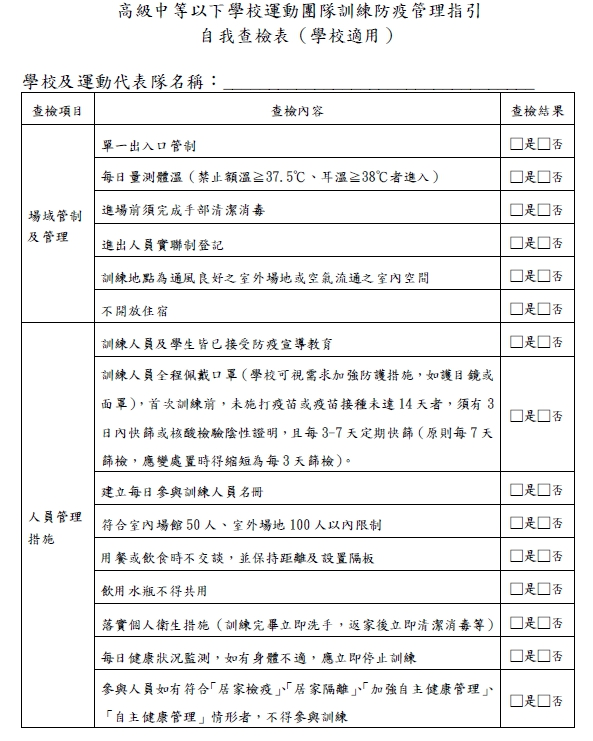 高級中等以下學校運動團隊訓練防疫管理指引
自我查檢表（學校適用）
學校及運動代表隊名稱：
查檢項目 查檢內容 查檢結果
場域管制
及管理
單一出入口管制 □是□否
每日量測體溫（禁止額溫≧37.5℃、耳溫≧38℃者進入） □是□否
進場前須完成手部清潔消毒 □是□否
進出人員實聯制登記 □是□否
訓練地點為通風良好之室外場地或空氣流通之室內空間 □是□否
不開放住宿 □是□否
人員管理
措施
訓練人員及學生皆已接受防疫宣導教育 □是□否
訓練人員全程佩戴口罩（學校可視需求加強防護措施，如護目鏡或
面罩），首次訓練前，未施打疫苗或疫苗接種未達 14 天者，須有 3
日內快篩或核酸檢驗陰性證明，且每 3-7 天定期快篩（原則每 7 天
篩檢，應變處置時得縮短為每 3 天篩檢）。
□是□否
建立每日參與訓練人員名冊 □是□否
符合室內場館 50 人、室外場地 100 人以內限制 □是□否
用餐或飲食時不交談，並保持距離及設置隔板 □是□否
飲用水瓶不得共用 □是□否
落實個人衛生措施（訓練完畢立即洗手，返家後立即清潔消毒等） □是□否
每日健康狀況監測，如有身體不適，應立即停止訓練 □是□否
參與人員如有符合「居家檢疫」、「居家隔離」、「加強自主健康管理」、
「自主健康管理」情形者，不得參與訓練
□是□否